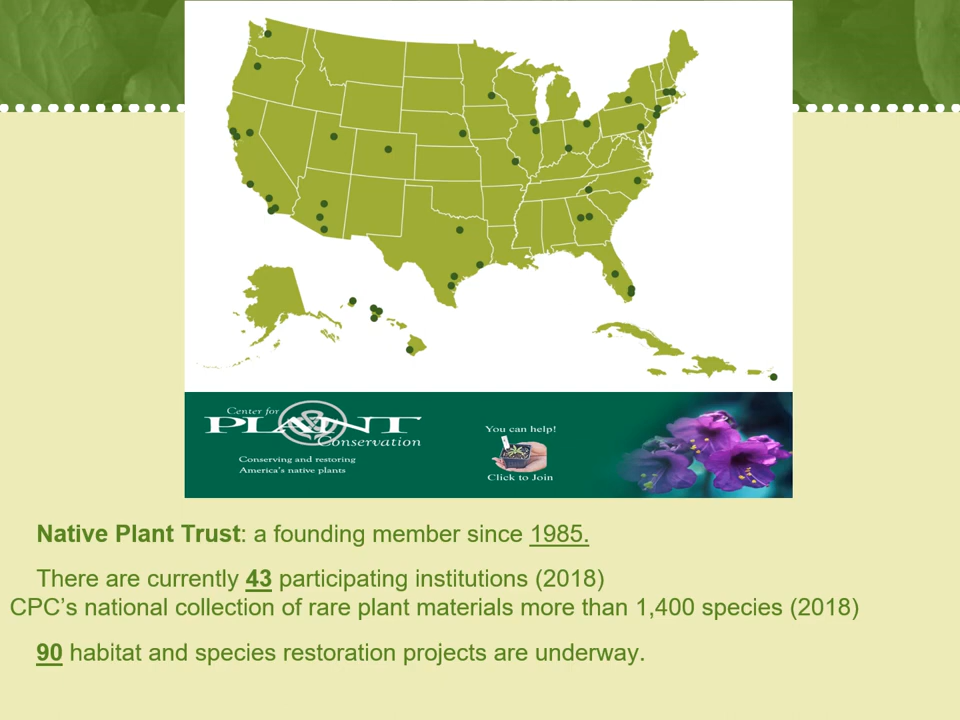 Center for
PLANT
Conservation
Conserving and restoring
America's native plants
You can help!
Click to Join
Native Plant Trust: a founding member since 1985.
There are currently 43 participating institutions (2018)
CPC’s national collection of rare plant materials more than 1,400 species (2018)
90 habitat and species restoration projects are underway.